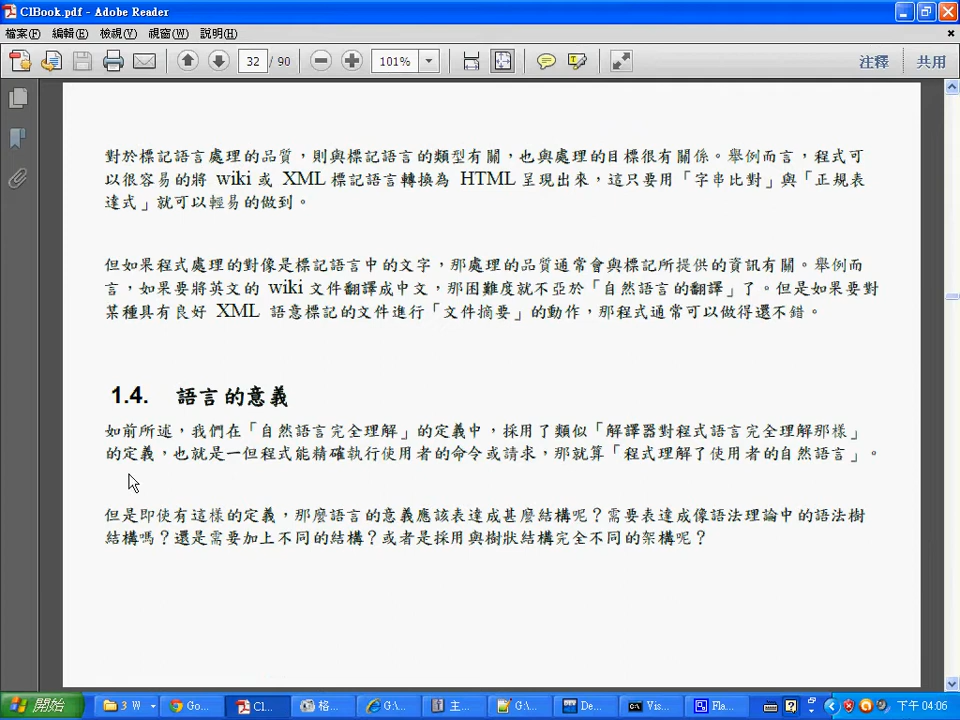 ClBook.pdf - Adobe Reader
檔案(F) 編輯(E) 檢視(V) 視窗(W) 說明(H)
32 / 90 101% 注釋 共用
對於標記語言處理的品質，則與標記語言的類型有關，也與處理的目標很有關係。舉例而言，程式可
以很容易的將 wiki 或 XML 標記語言轉換為 HTML 呈現出來，這只要用「字串比對」與「正規表
達式」就可以輕易的做到。
但如果程式處理的對像是標記語言中的文字，那處理的品質通常會與標記所提供的資訊有關。舉例而
言，如果要將英文的 wiki 文件翻譯成中文，那困難度就不亞於「自然語言的翻譯」了。但是如果要對
某種具有良好 XML 語意標記的文件進行「文件摘要」的動作，那程式通常可以做得還不錯。
1.4. 語言的意義
如前所述，我們在「自然語言完全理解」的定義中，採用了類似「解譯器對程式語言完全理解那樣」
的定義，也就是一但程式能精確執行使用者的命令或請求，那就算「程式理解了使用者的自然語言」。
但是即使有這樣的定義，那麼語言的意義應該表達成甚麼結構呢？需要表達成像語法理論中的語法樹
結構嗎？還是需要加上不同的結構？或者是採用與樹狀結構完全不同的架構呢？
開始 3 W Go... Cl... 格... G:\... 主... G:\... De... Vis... Fla... 下午 04:06